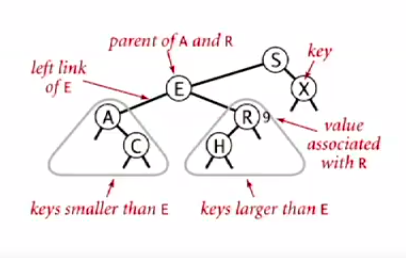 parent of A and R
key
left link
of E
S
E
X
A
R
9
C
H
value
associated
with R
keys smaller than E
keys larger than E